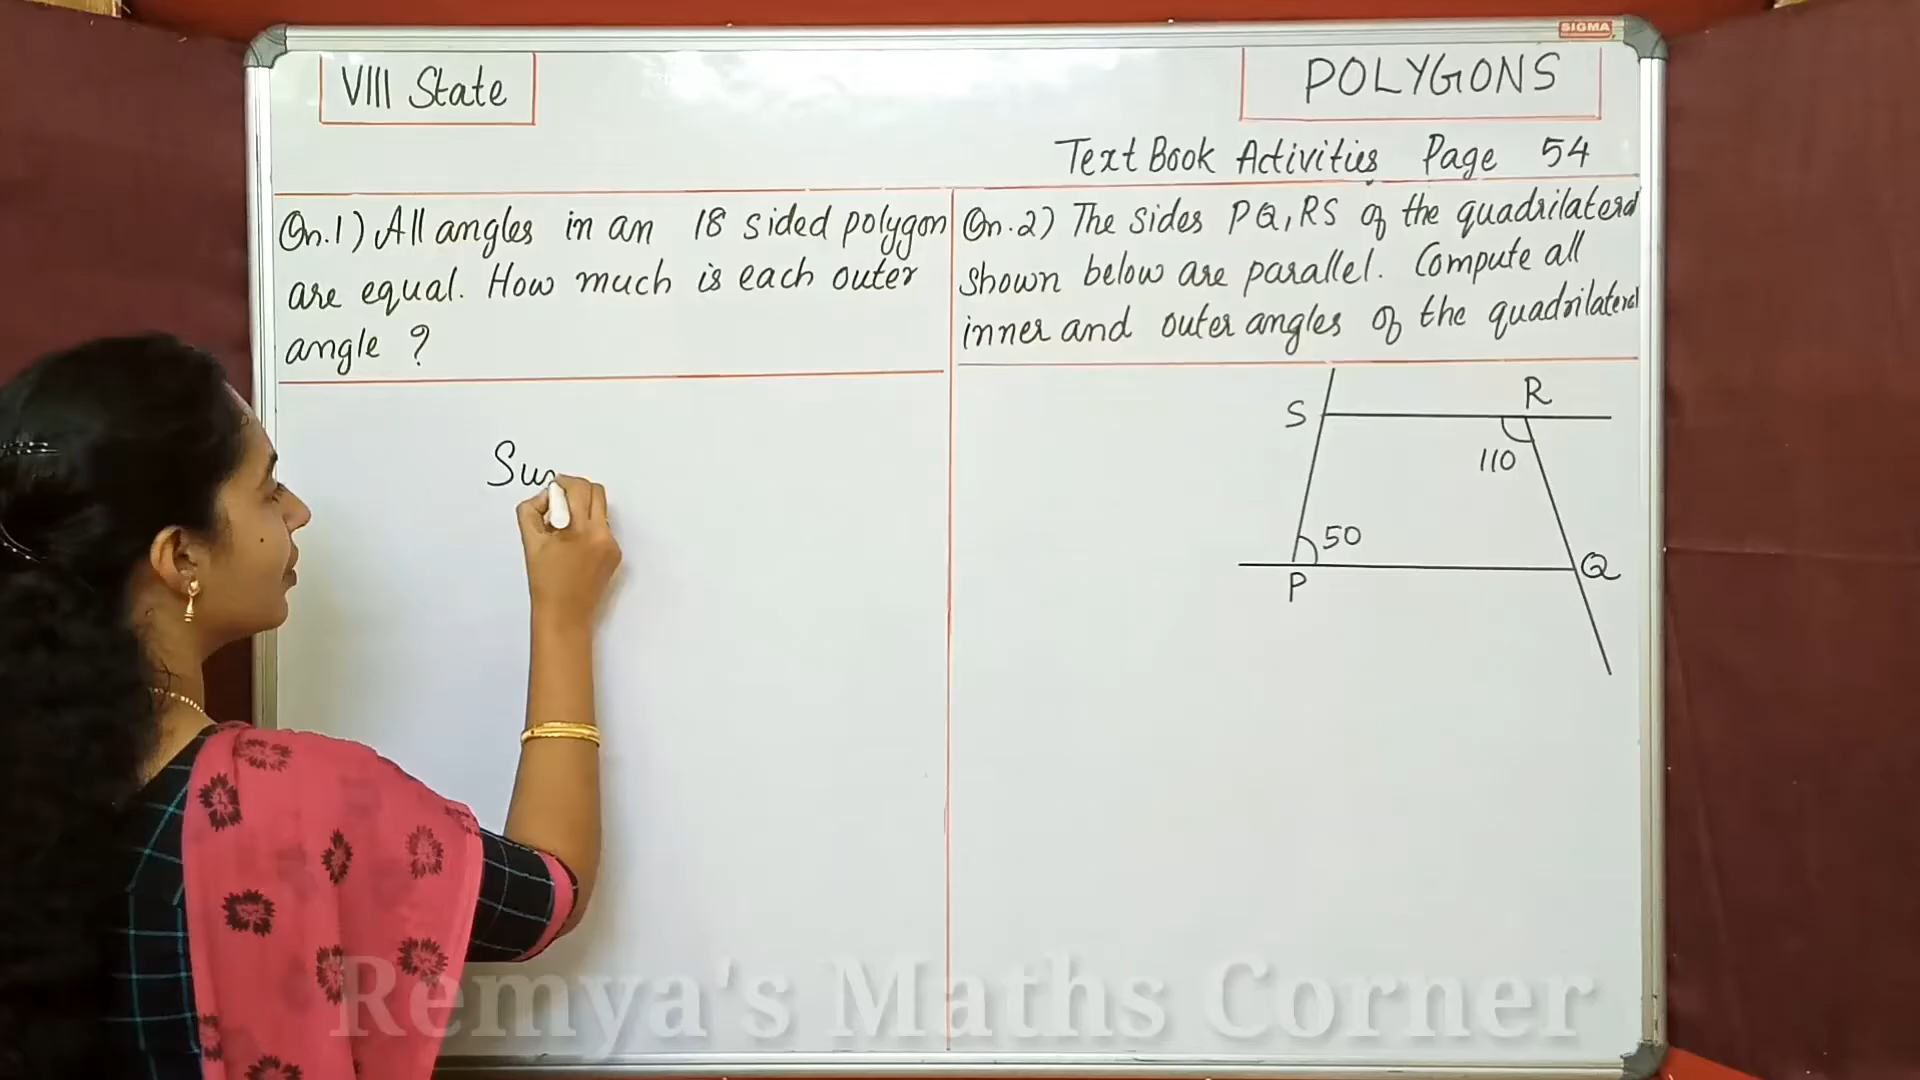 SIGMA
VIII State
POLYGONS
Text Book Activities Page 54
Qn.1) All angles in an 18 sided polygon
are equal. How much is each outer
angle ?
Qn.2) The sides PQ, RS of the quadrilateral
shown below are parallel. Compute all
inner and outer angles of the quadrilateral
S
R
110
50
P
Q
Sum
Remya's Maths Corner